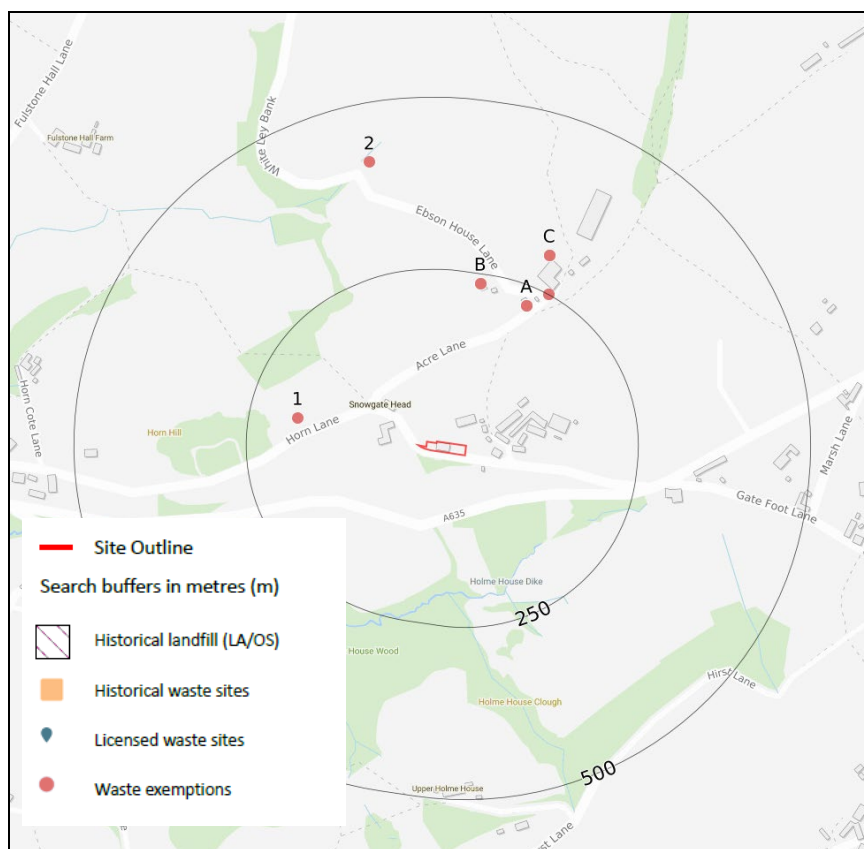 Fulstone Hall Lane
Fulstone Hall Farm
White Ley Bank
2
Ebson House Lane
C
B
A
Acre Lane
1
Snowgate Head
Horn Lane
Horn Hill
Horn Cote Lane
Marsh Lane
Gate Foot Lane
A635
Holme House Dike
250
House Wood
Hirst Lane
Holme House Clough
500
Upper Holme House
st Lane
Site Outline
Search buffers in metres (m)
Historical landfill (LA/OS)
Historical waste sites
Licensed waste sites
Waste exemptions